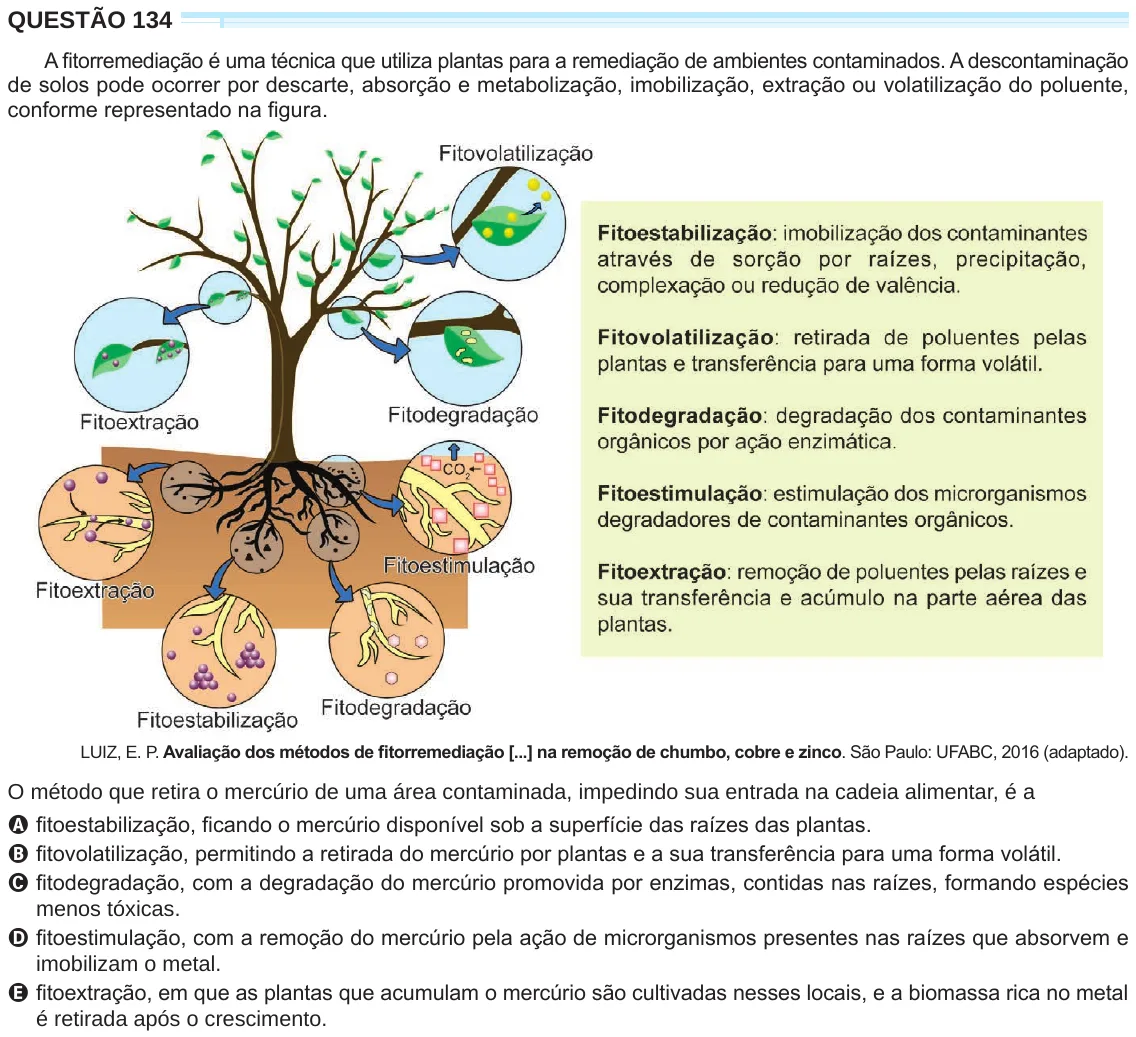 QUESTÃO 134
A fitorremediação é uma técnica que utiliza plantas para a remediação de ambientes contaminados. A descontaminação
de solos pode ocorrer por descarte, absorção e metabolização, imobilização, extração ou volatilização do poluente,
conforme representado na figura.
Fitovolatilização
Fitoextração
Fitodegradação
CO₂
Fitoextração
Fitoestimulação
Fitoestabilização
Fitodegradação
Fitoestabilização: imobilização dos contaminantes
através de sorção por raízes, precipitação,
complexação ou redução de valência.
Fitovolatilização: retirada de poluentes pelas
plantas e transferência para uma forma volátil.
Fitodegradação: degradação dos contaminantes
orgânicos por ação enzimática.
Fitoestimulação: estimulação dos microrganismos
degradadores de contaminantes orgânicos.
Fitoextração: remoção de poluentes pelas raízes e
sua transferência e acúmulo na parte aérea das
plantas.
LUIZ, E. P. Avaliação dos métodos de fitorremediação [...] na remoção de chumbo, cobre e zinco. São Paulo: UFABC, 2016 (adaptado).
O método que retira o mercúrio de uma área contaminada, impedindo sua entrada na cadeia alimentar, é a
A fitoestabilização, ficando o mercúrio disponível sob a superfície das raízes das plantas.
B fitovolatilização, permitindo a retirada do mercúrio por plantas e a sua transferência para uma forma volátil.
C fitodegradação, com a degradação do mercúrio promovida por enzimas, contidas nas raízes, formando espécies
menos tóxicas.
D fitoestimulação, com a remoção do mercúrio pela ação de microrganismos presentes nas raízes que absorvem e
imobilizam o metal.
E fitoextração, em que as plantas que acumulam o mercúrio são cultivadas nesses locais, e a biomassa rica no metal
é retirada após o crescimento.